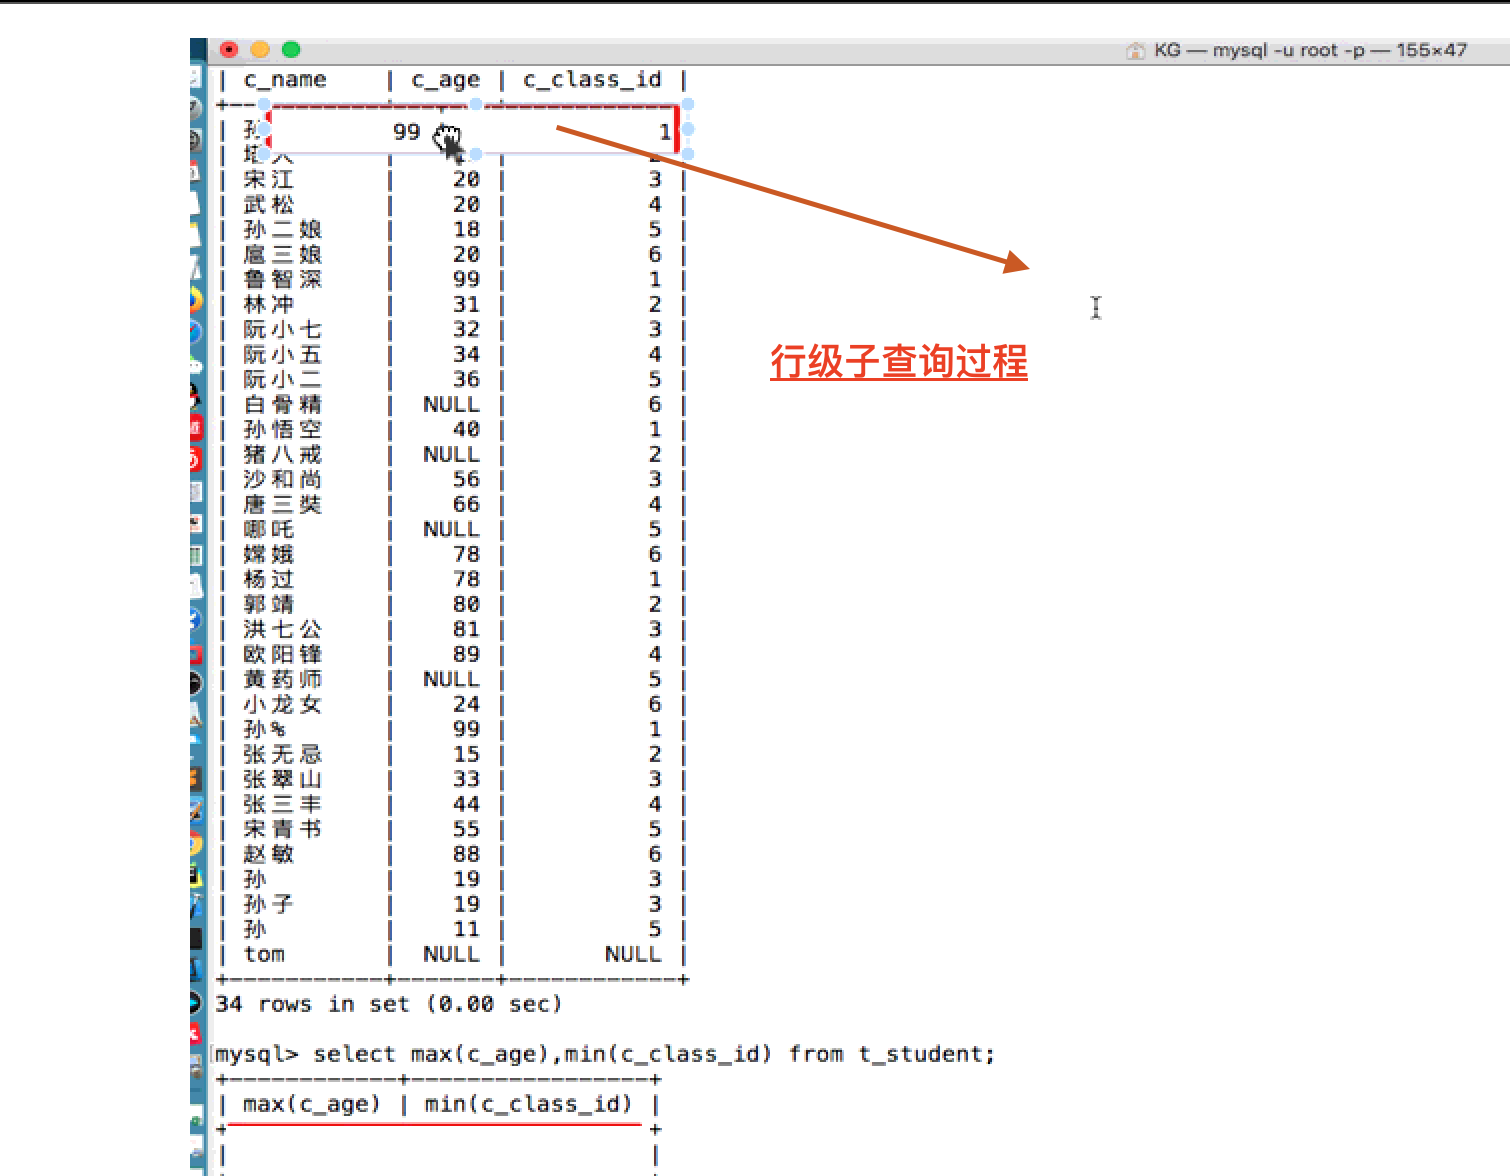 KG — mysql -u root -p — 155×47
| c_name | c_age | c_class_id |
99 1
| 宋江 | 20 | 3 |
| 武松 | 20 | 4 |
| 孙二娘 | 18 | 5 |
| 扈三娘 | 20 | 6 |
| 鲁智深 | 99 | 1 |
| 林冲 | 31 | 2 |
| 阮小七 | 32 | 3 |
| 阮小五 | 34 | 4 |
| 阮小二 | 36 | 5 |
| 白骨精 | NULL | 6 |
| 孙悟空 | 40 | 1 |
| 猪八戒 | NULL | 2 |
| 沙和尚 | 56 | 3 |
| 唐三奘 | 66 | 4 |
| 哪吒 | NULL | 5 |
| 嫦娥 | 78 | 6 |
| 杨过 | 78 | 1 |
| 郭靖 | 80 | 2 |
| 洪七公 | 81 | 3 |
| 欧阳锋 | 89 | 4 |
| 黄药师 | NULL | 5 |
| 小龙女 | 24 | 6 |
| 孙% | 99 | 1 |
| 张无忌 | 15 | 2 |
| 张翠山 | 33 | 3 |
| 张三丰 | 44 | 4 |
| 宋青书 | 55 | 5 |
| 赵敏 | 88 | 6 |
| 孙 | 19 | 3 |
| 孙子 | 19 | 3 |
| 孙 | 11 | 5 |
| tom | NULL | NULL |
34 rows in set (0.00 sec)
mysql> select max(c_age),min(c_class_id) from t_student;
| max(c_age) | min(c_class_id) |
行级子查询过程